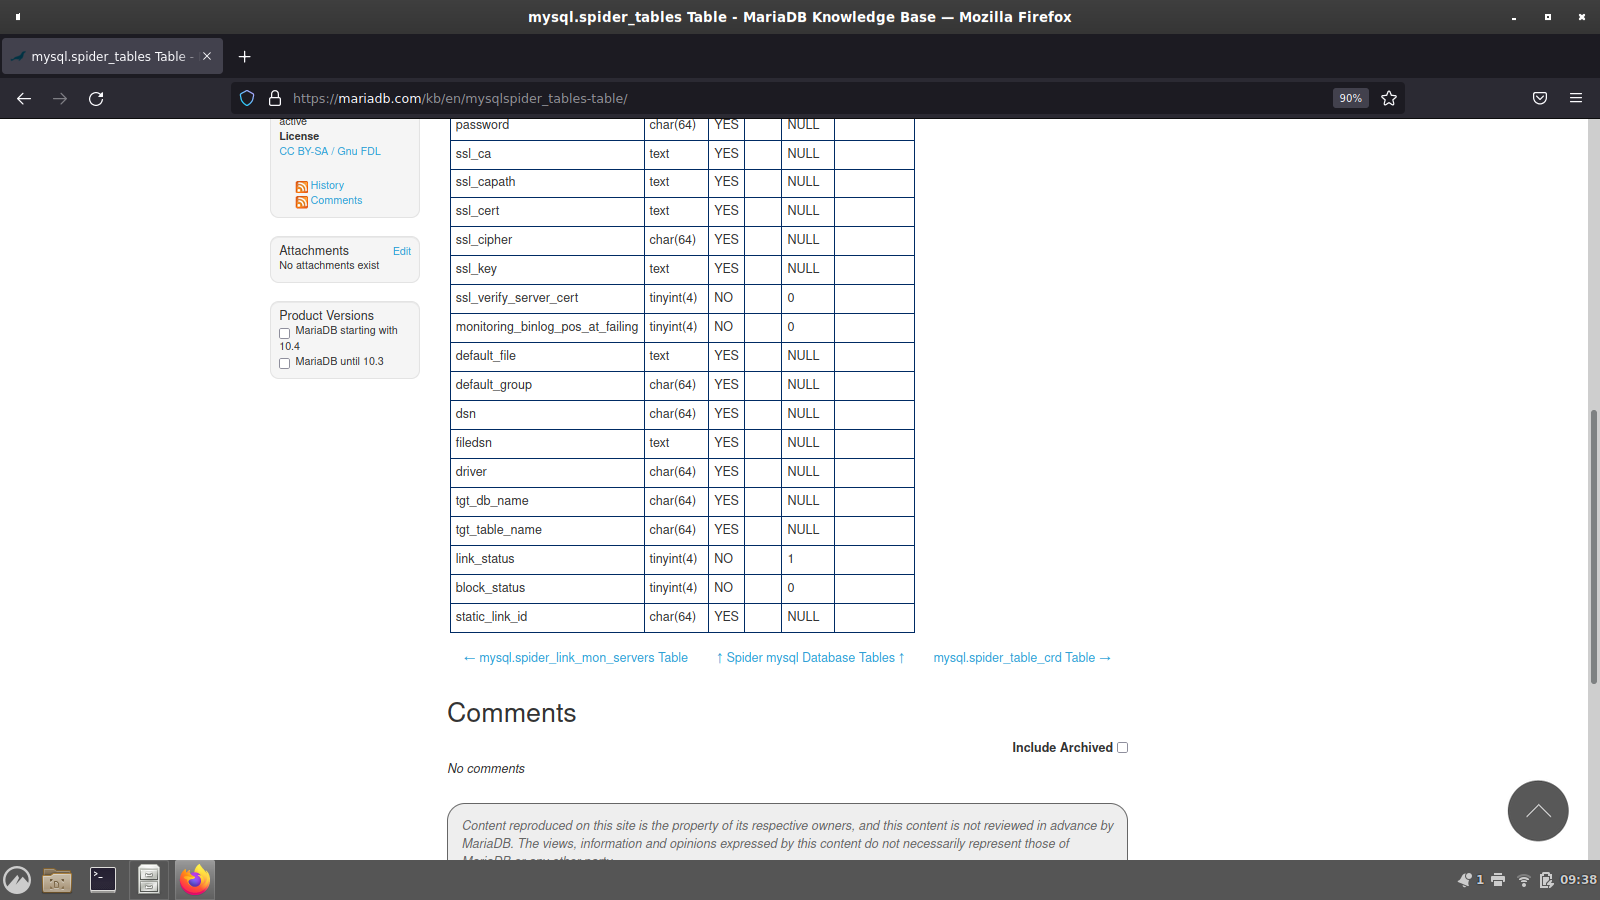 mysql.spider_tables Table - MariaDB Knowledge Base — Mozilla Firefox
mysql.spider_tables Table -
https://mariadb.com/kb/en/mysqlspider_tables-table/
90%
active
License
CC BY-SA / Gnu FDL
History
Comments
Attachments Edit
No attachments exist
Product Versions
MariaDB starting with
10.4
MariaDB until 10.3
password char(64) YES NULL
ssl_ca text YES NULL
ssl_capath text YES NULL
ssl_cert text YES NULL
ssl_cipher char(64) YES NULL
ssl_key text YES NULL
ssl_verify_server_cert tinyint(4) NO 0
monitoring_binlog_pos_at_failing tinyint(4) NO 0
default_file text YES NULL
default_group char(64) YES NULL
dsn char(64) YES NULL
filedsn text YES NULL
driver char(64) YES NULL
tgt_db_name char(64) YES NULL
tgt_table_name char(64) YES NULL
link_status tinyint(4) NO 1
block_status tinyint(4) NO 0
static_link_id char(64) YES NULL
← mysql.spider_link_mon_servers Table ↑ Spider mysql Database Tables ↑ mysql.spider_table_crd Table →
Comments
Include Archived
No comments
Content reproduced on this site is the property of its respective owners, and this content is not reviewed in advance by
MariaDB. The views, information and opinions expressed by this content do not necessarily represent those of
MariaDB or any other party.
1 09:38